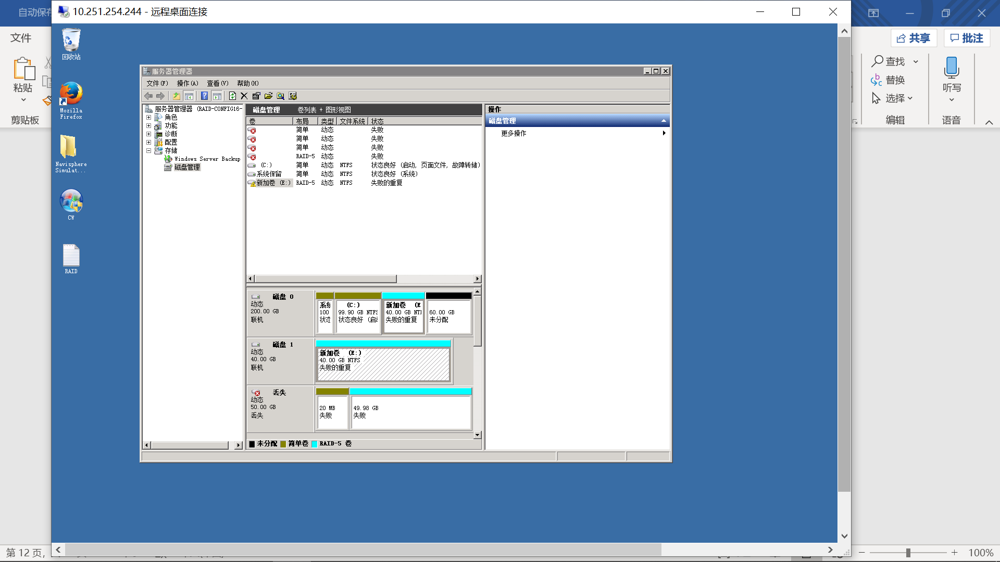 自动保存
10.251.254.244 - 远程桌面连接
文件
共享
批注
粘贴
剪贴板
查找
替换
选择
编辑
听写
语音
回收站
Mozilla
Firefox
Navisphere
Simulat...
CW
RAID
服务器管理器
文件(F) 操作(A) 查看(V) 帮助(H)
服务器管理器 (RAID-CONFIG16-
角色
功能
诊断
配置
存储
Windows Server Backup
磁盘管理
磁盘管理 卷列表 + 图形视图
卷 布局 类型 文件系统 状态
简单 动态 失败
简单 动态 失败
简单 动态 失败
RAID-5 动态 失败
(C:) 简单 动态 NTFS 状态良好 (启动, 页面文件, 故障转储)
系统保留 简单 动态 NTFS 状态良好 (系统)
新加卷 (E:) RAID-5 动态 NTFS 失败的重复
操作
磁盘管理
更多操作
磁盘 0
动态
200.00 GB
联机
系统
100
状态
(C:)
99.90 GB NTFS
状态良好 (启动
新加卷 (E
40.00 GB NTF
失败的重复
60.00 GB
未分配
磁盘 1
动态
40.00 GB
联机
新加卷 (E:)
40.00 GB NTFS
失败的重复
丢失
动态
50.00 GB
丢失
20 MB
失败
49.98 GB
失败
未分配 简单卷 RAID-5 卷
第 12 页,
100%